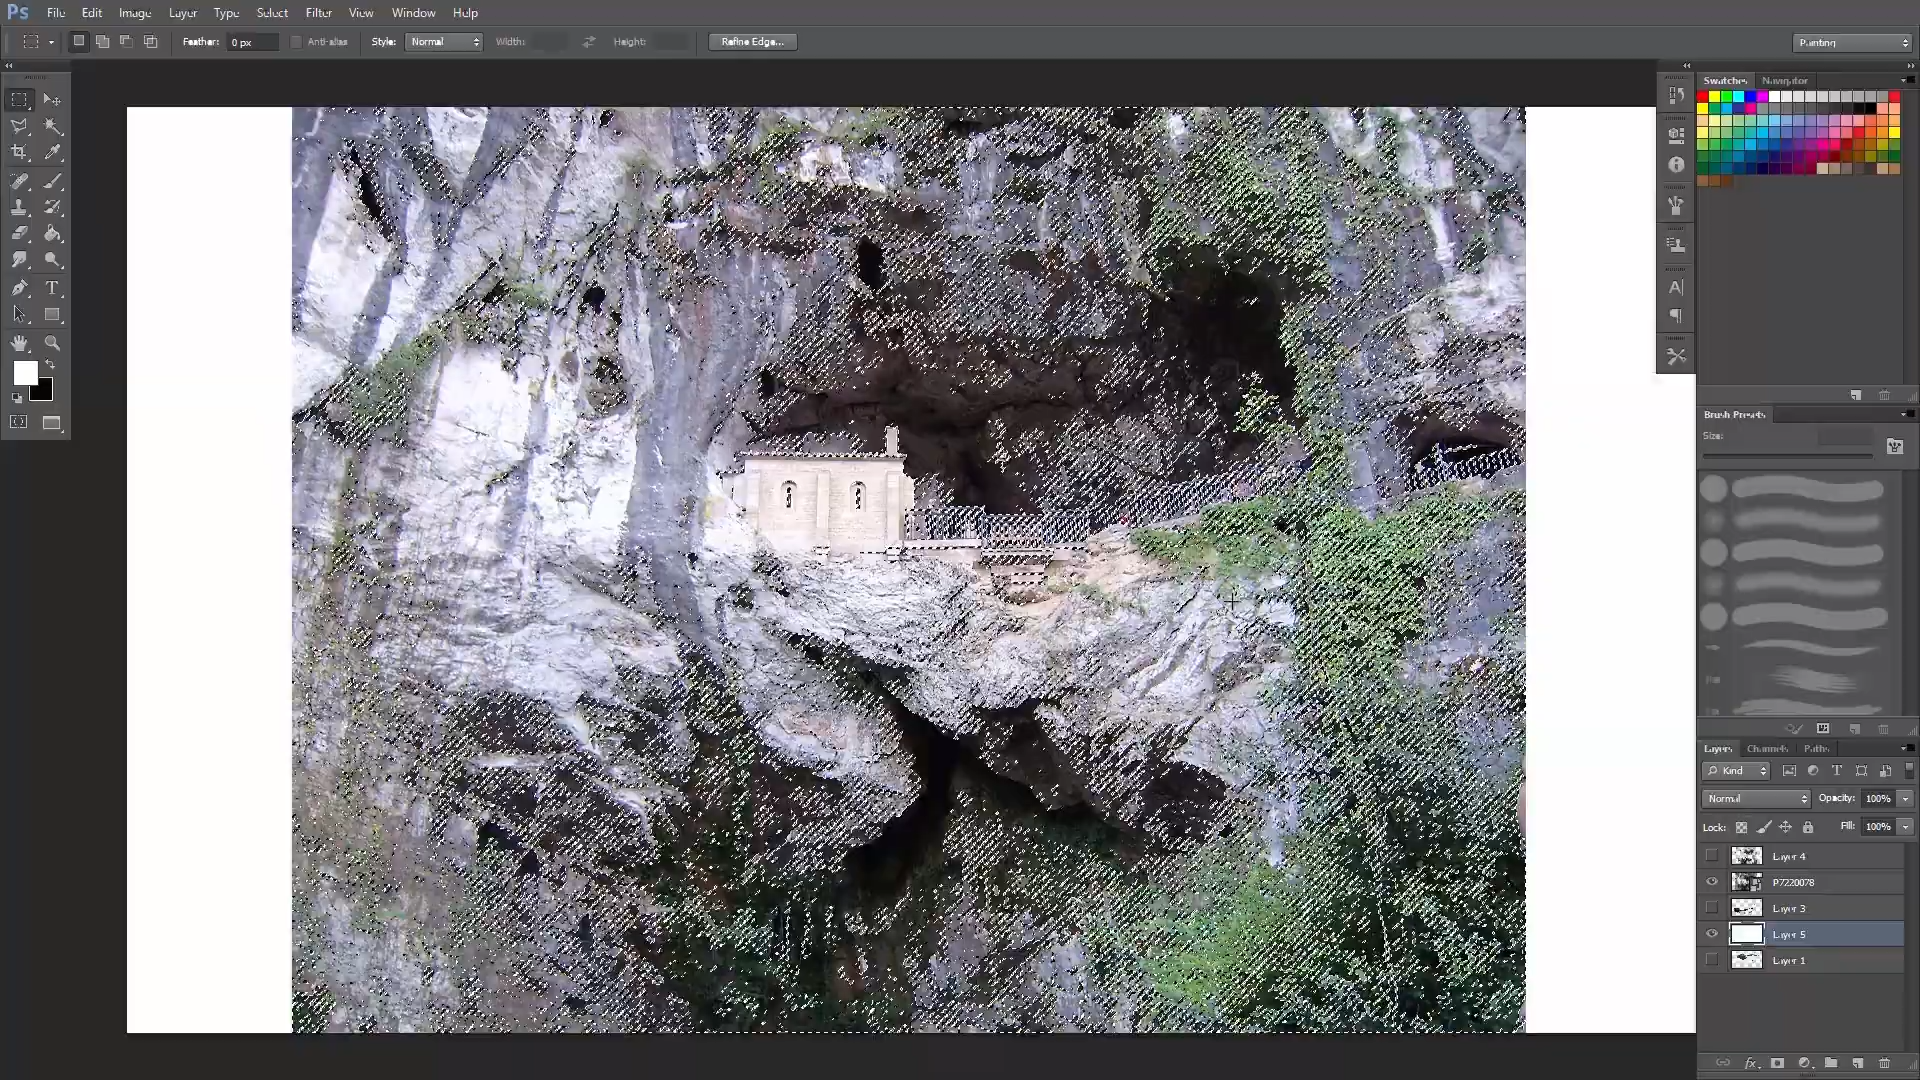 Ps File Edit Image Layer Type Select Filter View Window Help
Feather: 0 px Anti-alias Style: Normal Width: Height: Refine Edge... Painting
Swatches Navigator
Brush Presets
Size:
Layers Channels Paths
Kind
Normal Opacity: 100%
Lock: Fill: 100%
Layer 4
P7220078
Layer 3
Layer 5
Layer 1